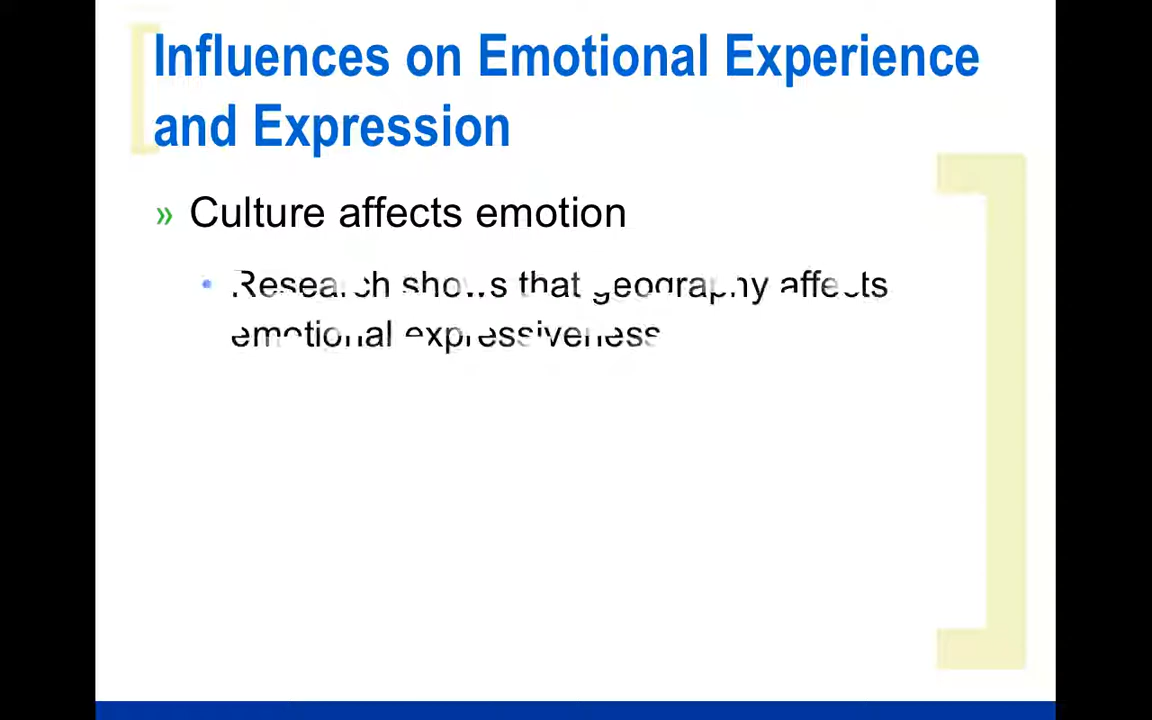 Influences on Emotional Experience
and Expression
» Culture affects emotion
• Research shows that geography affects
emotional expressiveness